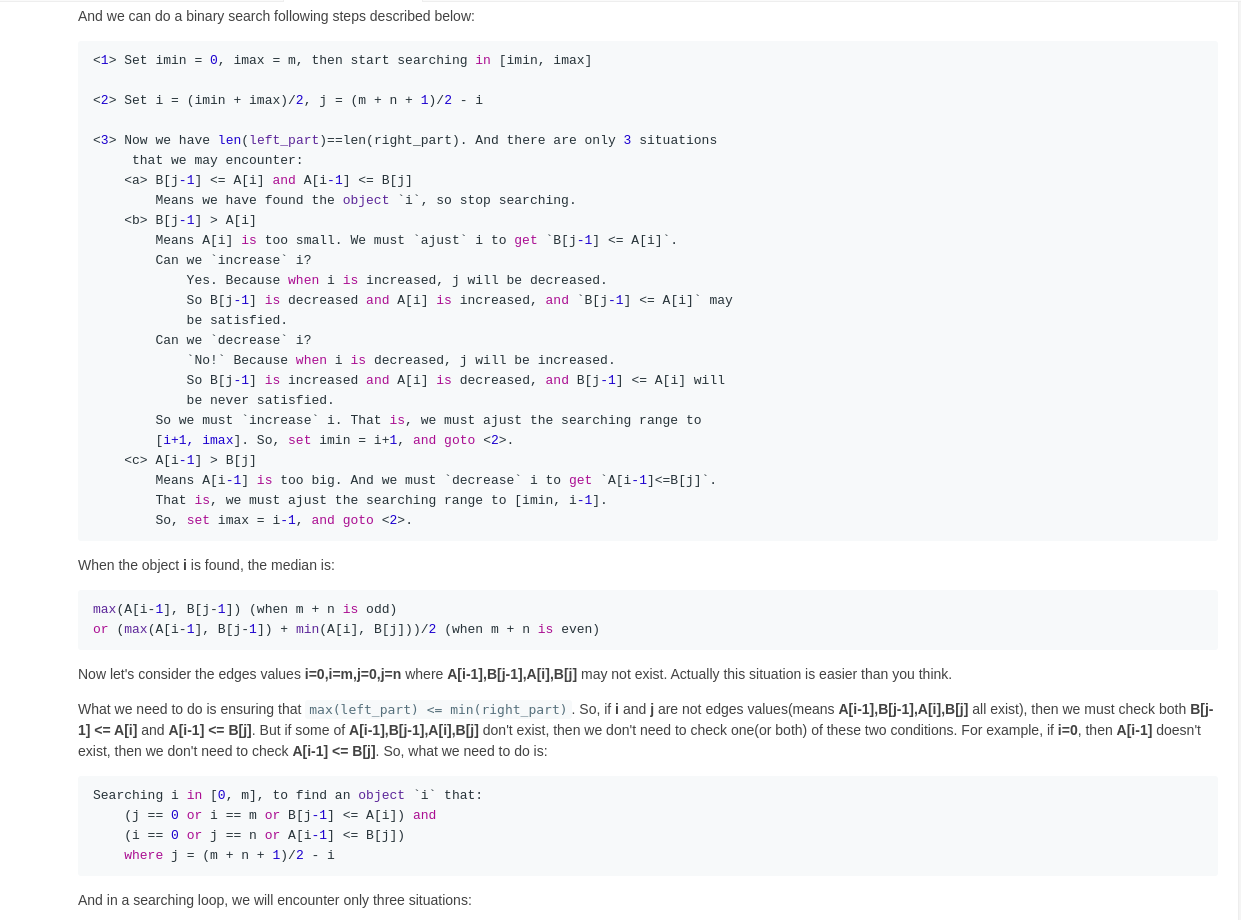 And we can do a binary search following steps described below:
<1> Set imin = 0, imax = m, then start searching in [imin, imax]
<2> Set i = (imin + imax)/2, j = (m + n + 1)/2 - i
<3> Now we have len(left_part)==len(right_part). And there are only 3 situations
that we may encounter:
<a> B[j-1] <= A[i] and A[i-1] <= B[j]
Means we have found the object `i`, so stop searching.
<b> B[j-1] > A[i]
Means A[i] is too small. We must `ajust` i to get `B[j-1] <= A[i]`.
Can we `increase` i?
Yes. Because when i is increased, j will be decreased.
So B[j-1] is decreased and A[i] is increased, and `B[j-1] <= A[i]` may
be satisfied.
Can we `decrease` i?
`No!` Because when i is decreased, j will be increased.
So B[j-1] is increased and A[i] is decreased, and B[j-1] <= A[i] will
be never satisfied.
So we must `increase` i. That is, we must ajust the searching range to
[i+1, imax]. So, set imin = i+1, and goto <2>.
<c> A[i-1] > B[j]
Means A[i-1] is too big. And we must `decrease` i to get `A[i-1]<=B[j]`.
That is, we must ajust the searching range to [imin, i-1].
So, set imax = i-1, and goto <2>.
When the object i is found, the median is:
max(A[i-1], B[j-1]) (when m + n is odd)
or (max(A[i-1], B[j-1]) + min(A[i], B[j]))/2 (when m + n is even)
Now let's consider the edges values i=0,i=m,j=0,j=n where A[i-1],B[j-1],A[i],B[j] may not exist. Actually this situation is easier than you think.
What we need to do is ensuring that max(left_part) <= min(right_part). So, if i and j are not edges values(means A[i-1],B[j-1],A[i],B[j] all exist), then we must check both B[j-
1] <= A[i] and A[i-1] <= B[j]. But if some of A[i-1],B[j-1],A[i],B[j] don't exist, then we don't need to check one(or both) of these two conditions. For example, if i=0, then A[i-1] doesn't
exist, then we don't need to check A[i-1] <= B[j]. So, what we need to do is:
Searching i in [0, m], to find an object `i` that:
(j == 0 or i == m or B[j-1] <= A[i]) and
(i == 0 or j == n or A[i-1] <= B[j])
where j = (m + n + 1)/2 - i
And in a searching loop, we will encounter only three situations: